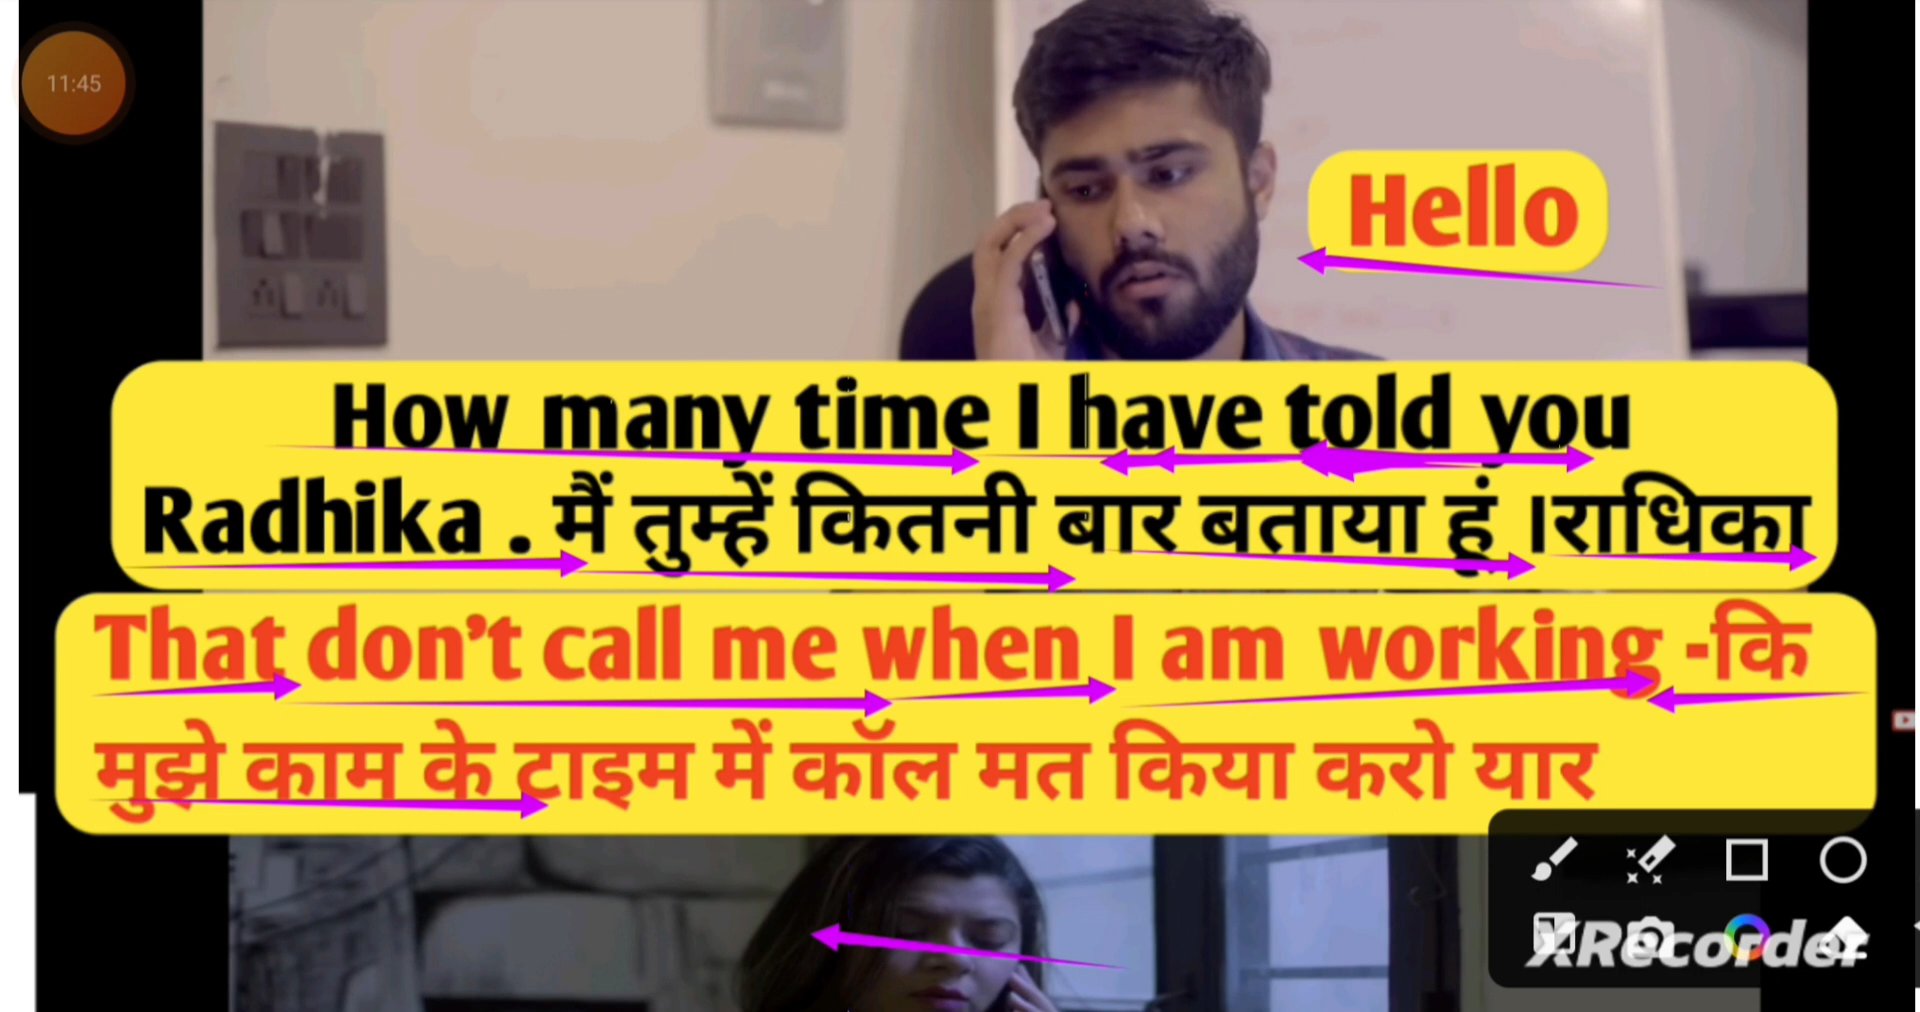 11:45
Hello
How many time I have told you
Radhika . मैं तुम्हें कितनी बार बताया हूं ।राधिका
That don't call me when I am working -कि
मुझे काम के टाइम में कॉल मत किया करो यार
XRecorder